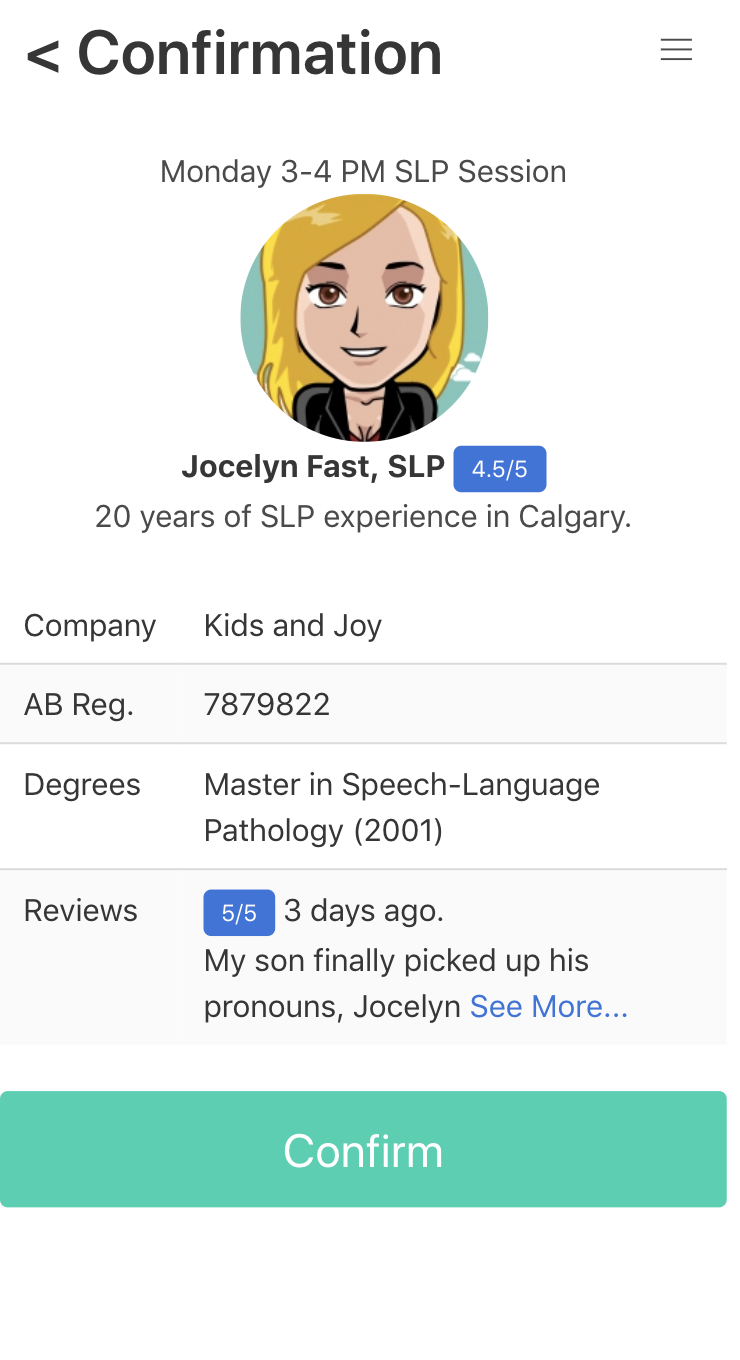 < Confirmation
Monday 3-4 PM SLP Session
Jocelyn Fast, SLP 4.5/5
20 years of SLP experience in Calgary.
Company Kids and Joy
AB Reg. 7879822
Degrees Master in Speech-Language
Pathology (2001)
Reviews 5/5 3 days ago.
My son finally picked up his
pronouns, Jocelyn See More...
Confirm